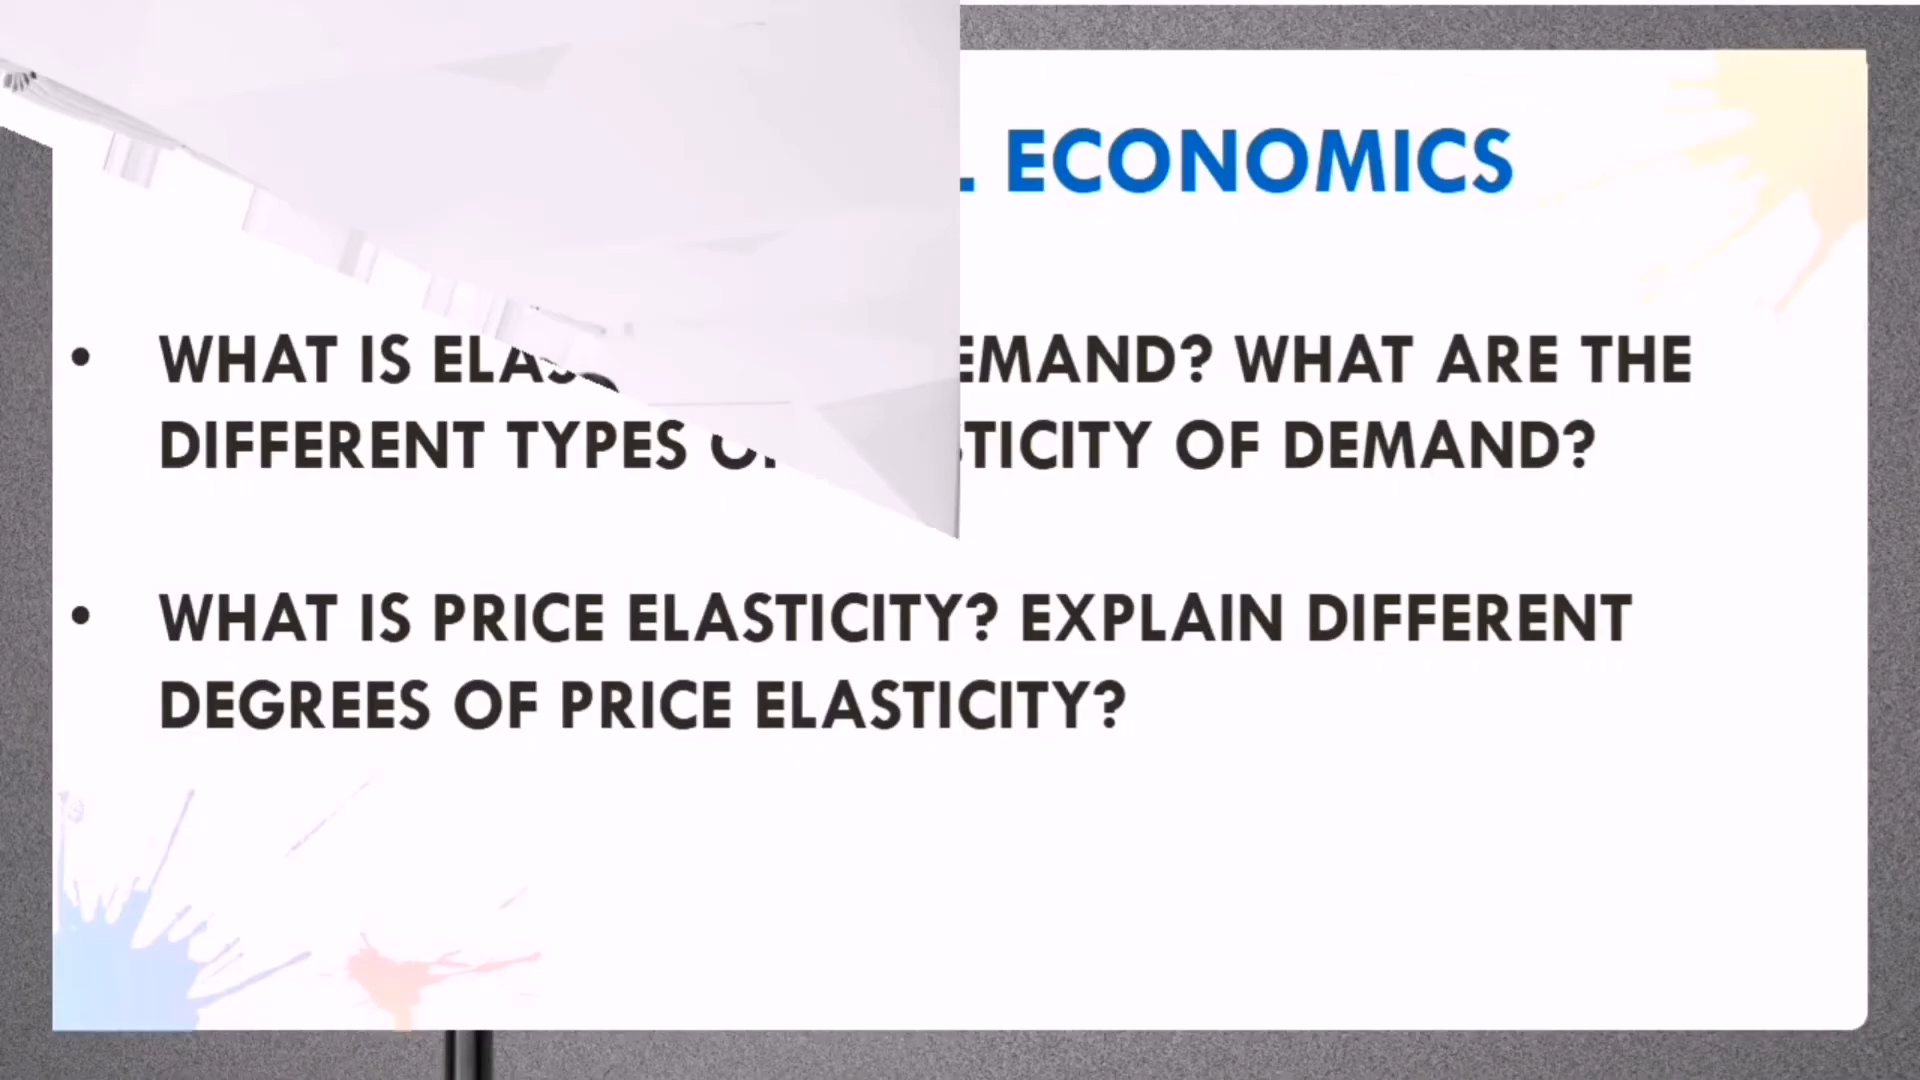 ECONOMICS
• WHAT IS EMAND? WHAT ARE THE
DIFFERENT TYPES TICITY OF DEMAND?
• WHAT IS PRICE ELASTICITY? EXPLAIN DIFFERENT
DEGREES OF PRICE ELASTICITY?